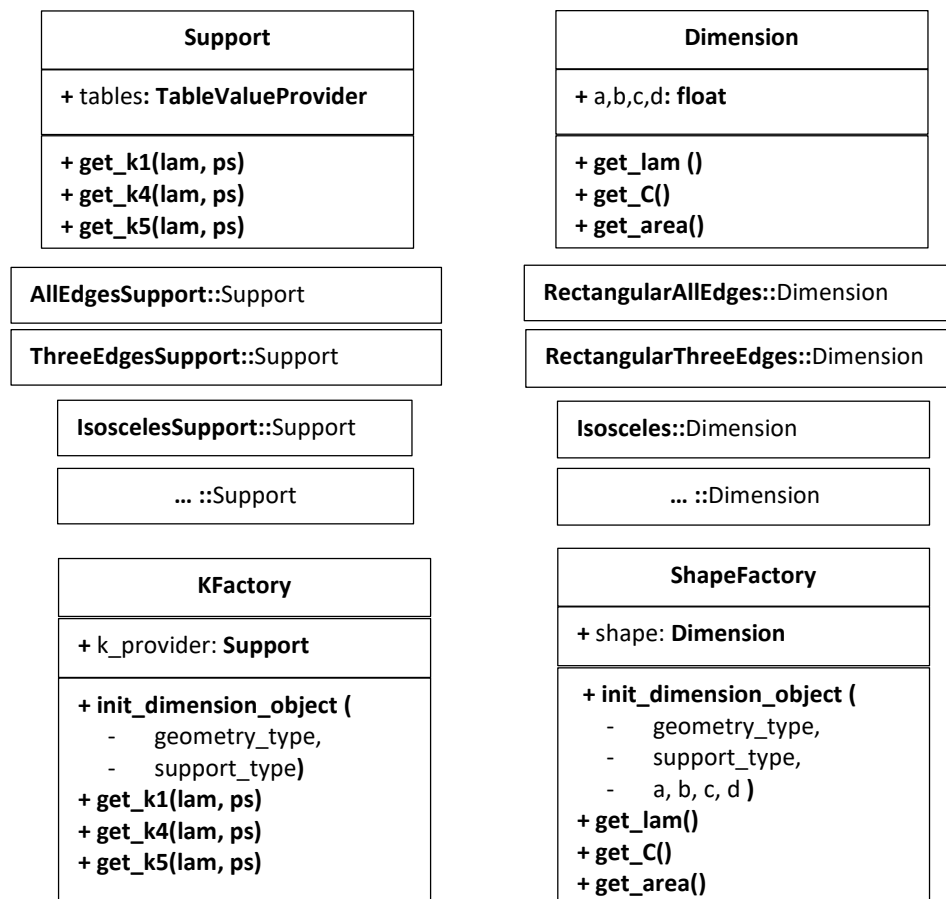 Support
+ tables: TableValueProvider
+ get_k1(lam, ps)
+ get_k4(lam, ps)
+ get_k5(lam, ps)
AllEdgesSupport::Support
ThreeEdgesSupport::Support
IsoscelesSupport::Support
... ::Support
KFactory
+ k_provider: Support
+ init_dimension_object (
- geometry_type,
- support_type)
+ get_k1(lam, ps)
+ get_k4(lam, ps)
+ get_k5(lam, ps)
Dimension
+ a,b,c,d: float
+ get_lam ()
+ get_C()
+ get_area()
RectangularAllEdges::Dimension
RectangularThreeEdges::Dimension
Isosceles::Dimension
... ::Dimension
ShapeFactory
+ shape: Dimension
+ init_dimension_object (
- geometry_type,
- support_type,
- a, b, c, d )
+ get_lam()
+ get_C()
+ get_area()